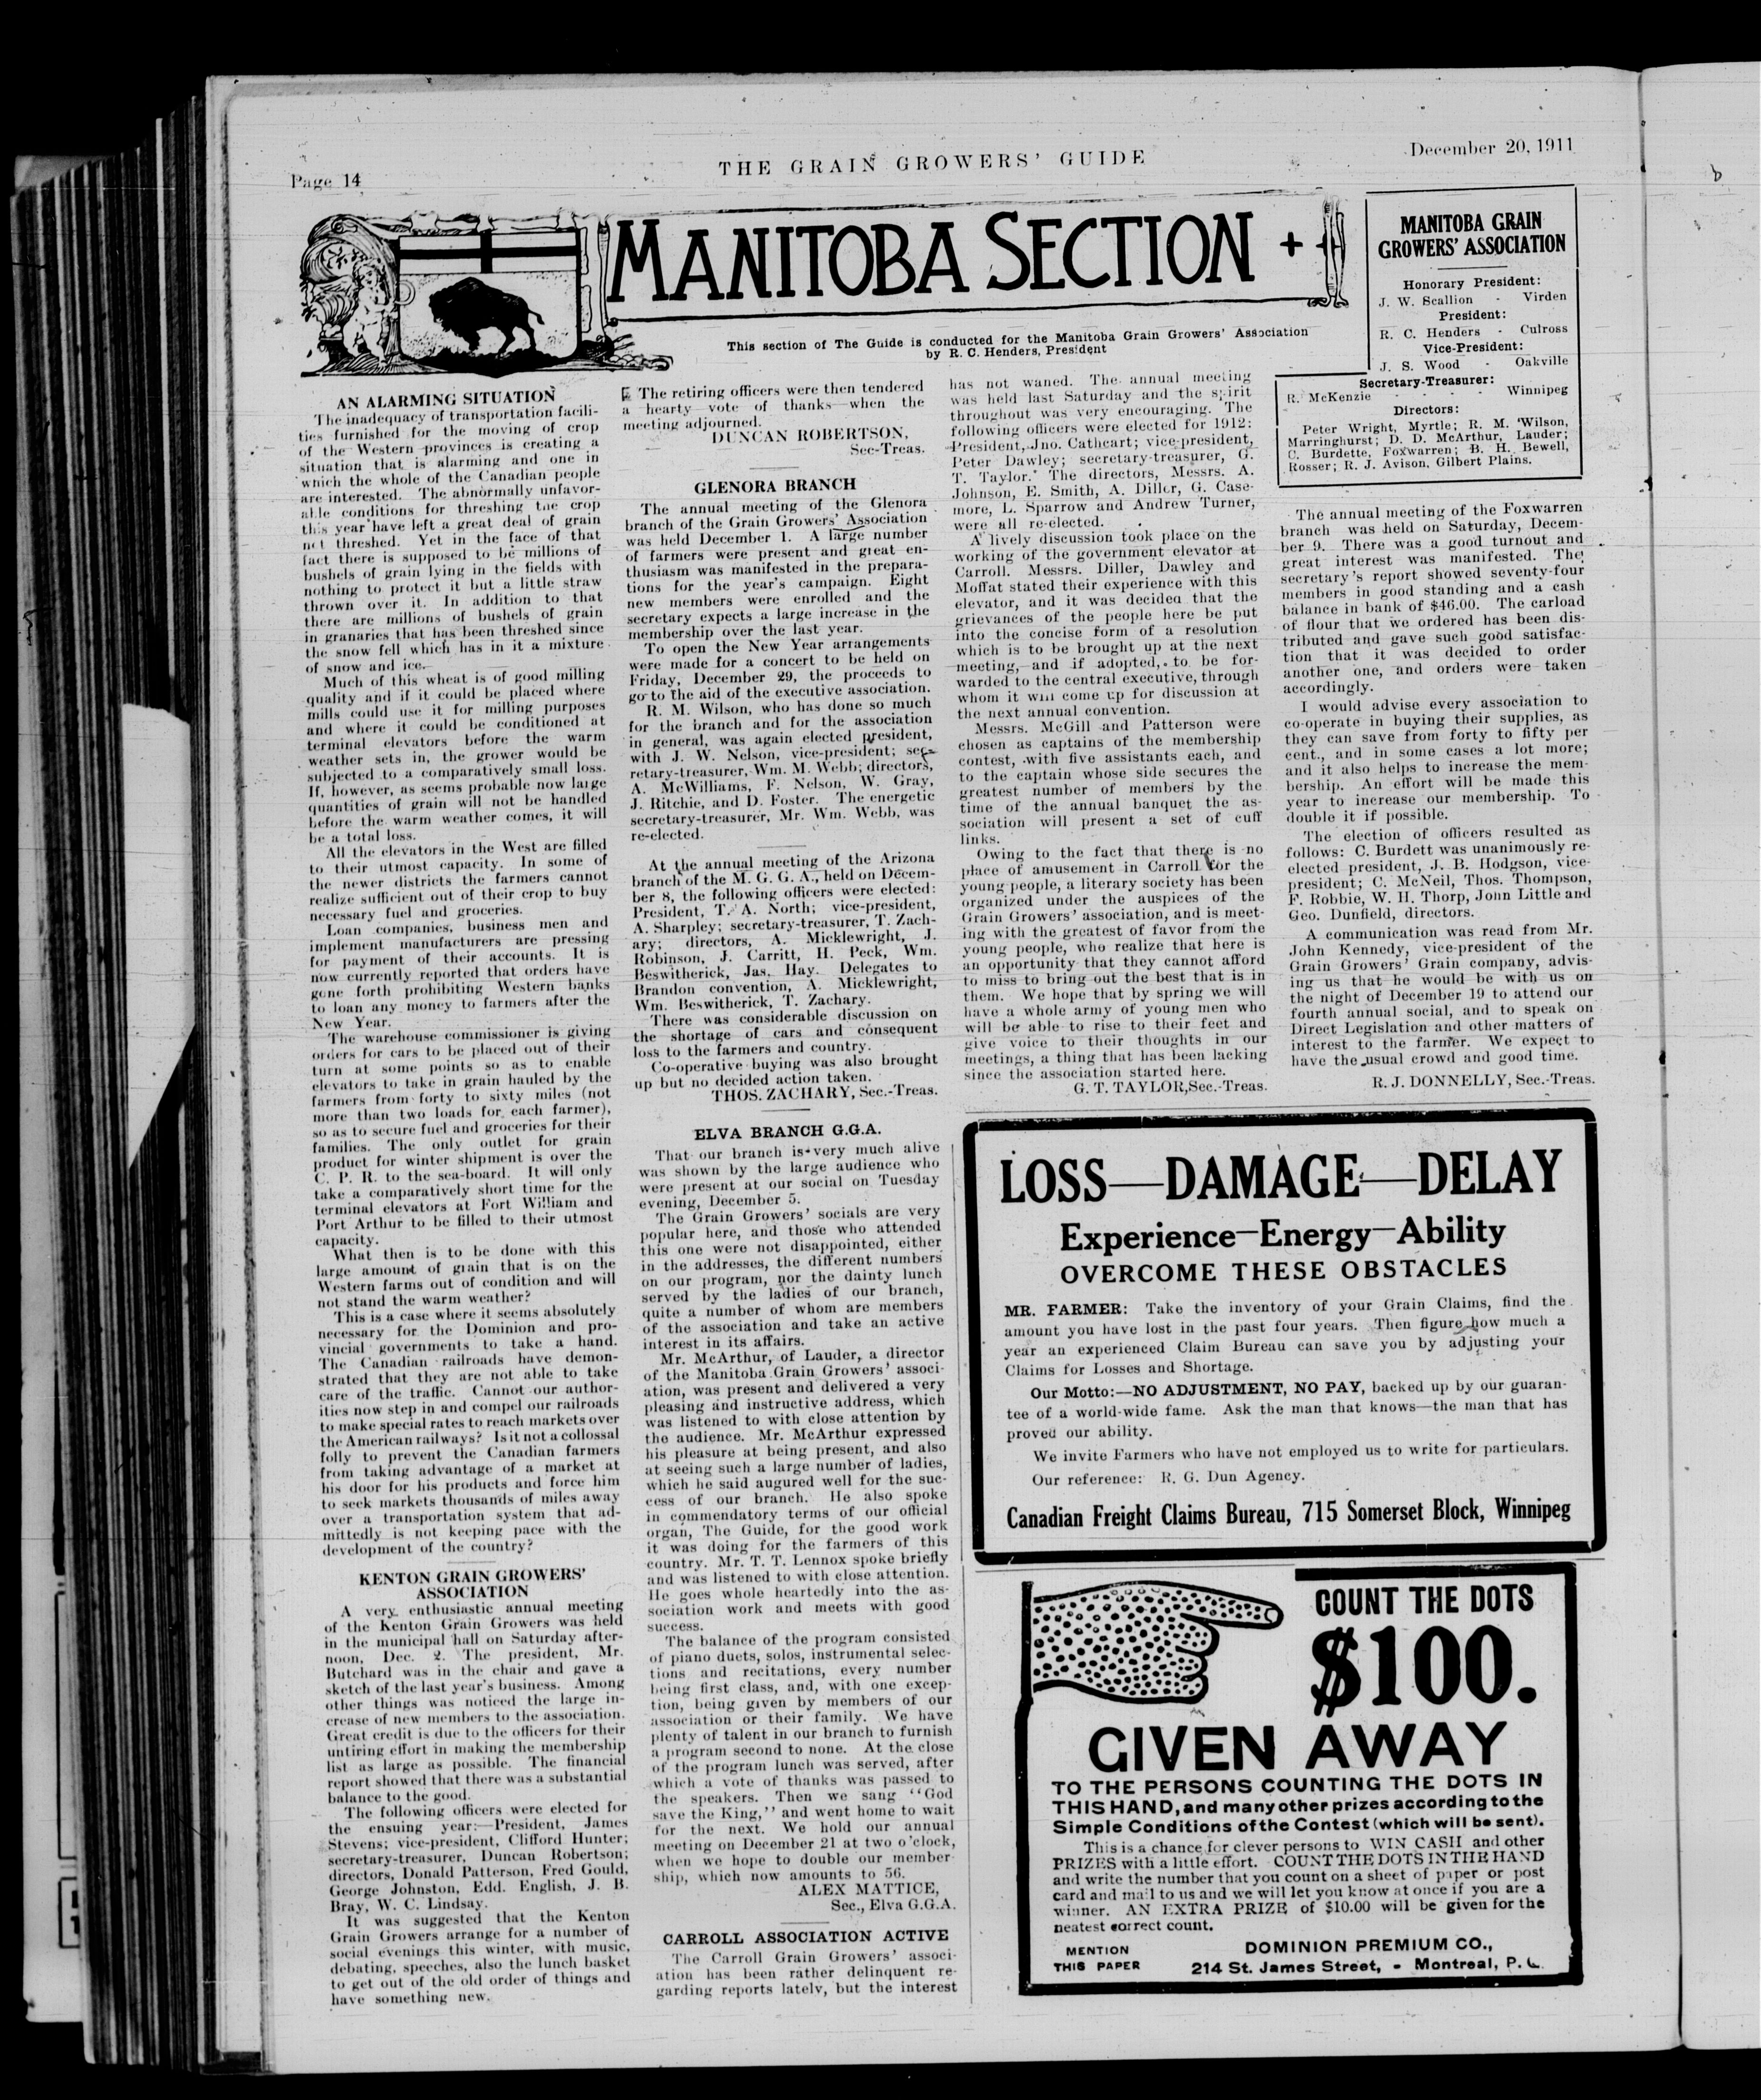 Page 14
THE GRAIN GROWERS' GUIDE
December 20, 1911
MANITOBA SECTION
This section of The Guide is conducted for the Manitoba Grain Growers' Association
by R. C. Henders, President
MANITOBA GRAIN
GROWERS' ASSOCIATION
Honorary President:
J. W. Scallion - Virden
President:
R. C. Henders - Culross
Vice-President:
J. S. Wood - Oakville
Secretary-Treasurer:
R. McKenzie - - - - Winnipeg
Directors:
Peter Wright, Myrtle; R. M. Wilson,
Marringhurst; D. D. McArthur, Lauder;
C. Burdette, Foxwarren; B. H. Bewell,
Rosser; R. J. Avison, Gilbert Plains.
AN ALARMING SITUATION
The inadequacy of transportation facili-
ties furnished for the moving of crop
of the Western provinces is creating a
situation that is alarming and one in
which the whole of the Canadian people
are interested. The abnormally unfavor-
able conditions for threshing the crop
this year have left a great deal of grain
not threshed. Yet in the face of that
fact there is supposed to be millions of
bushels of grain lying in the fields with
nothing to protect it but a little straw
thrown over it. In addition to that
there are millions of bushels of grain
in granaries that has been threshed since
the snow fell which has in it a mixture
of snow and ice.
Much of this wheat is of good milling
quality and if it could be placed where
mills could use it for milling purposes
and where it could be conditioned at
terminal elevators before the warm
weather sets in, the grower would be
subjected to a comparatively small loss.
If, however, as seems probable now large
quantities of grain will not be handled
before the warm weather comes, it will
be a total loss.
All the elevators in the West are filled
to their utmost capacity. In some of
the newer districts the farmers cannot
realize sufficient out of their crop to buy
necessary fuel and groceries.
Loan companies, business men and
implement manufacturers are pressing
for payment of their accounts. It is
now currently reported that orders have
gone forth prohibiting Western banks
to loan any money to farmers after the
New Year.
The warehouse commissioner is giving
orders for cars to be placed out of their
turn at some points so as to enable
elevators to take in grain hauled by the
farmers from forty to sixty miles (not
more than two loads for each farmer),
so as to secure fuel and groceries for their
families. The only outlet for grain
product for winter shipment is over the
C. P. R. to the sea-board. It will only
take a comparatively short time for the
terminal elevators at Fort William and
Port Arthur to be filled to their utmost
capacity.
What then is to be done with this
large amount of grain that is on the
Western farms out of condition and will
not stand the warm weather?
This is a case where it seems absolutely
necessary for the Dominion and pro-
vincial governments to take a hand.
The Canadian railroads have demon-
strated that they are not able to take
care of the traffic. Cannot our author-
ities now step in and compel our railroads
to make special rates to reach markets over
the American railways? Is it not a collossal
folly to prevent the Canadian farmers
from taking advantage of a market at
his door for his products and force him
to seek markets thousands of miles away
over a transportation system that ad-
mittedly is not keeping pace with the
development of the country?
KENTON GRAIN GROWERS'
ASSOCIATION
A very enthusiastic annual meeting
of the Kenton Grain Growers was held
in the municipal hall on Saturday after-
noon, Dec. 2. The president, Mr.
Butchard was in the chair and gave a
sketch of the last year's business. Among
other things was noticed the large in-
crease of new members to the association.
Great credit is due to the officers for their
untiring effort in making the membership
list as large as possible. The financial
report showed that there was a substantial
balance to the good.
The following officers were elected for
the ensuing year:—President, James
Stevens; vice-president, Clifford Hunter;
secretary-treasurer, Duncan Robertson;
directors, Donald Patterson, Fred Gould,
George Johnston, Edd. English, J. B.
Bray, W. C. Lindsay.
It was suggested that the Kenton
Grain Growers arrange for a number of
social evenings this winter, with music,
debating, speeches, also the lunch basket
to get out of the old order of things and
have something new.
The retiring officers were then tendered
a hearty vote of thanks when the
meeting adjourned.
DUNCAN ROBERTSON,
Sec-Treas.
GLENORA BRANCH
The annual meeting of the Glenora
branch of the Grain Growers' Association
was held December 1. A large number
of farmers were present and great en-
thusiasm was manifested in the prepara-
tions for the year's campaign. Eight
new members were enrolled and the
secretary expects a large increase in the
membership over the last year.
To open the New Year arrangements
were made for a concert to be held on
Friday, December 29, the proceeds to
go to the aid of the executive association.
R. M. Wilson, who has done so much
for the branch and for the association
in general, was again elected president,
with J. W. Nelson, vice-president; sec-
retary-treasurer, Wm. M. Webb; directors,
A. McWilliams, F. Nelson, W. Gray,
J. Ritchie, and D. Foster. The energetic
secretary-treasurer, Mr. Wm. Webb, was
re-elected.
At the annual meeting of the Arizona
branch of the M. G. G. A., held on Decem-
ber 8, the following officers were elected:
President, T. A. North; vice-president,
A. Sharpley; secretary-treasurer, T. Zach-
ary; directors, A. Micklewright, J.
Robinson, J. Carritt, H. Peck, Wm.
Beswitherick, Jas. Hay. Delegates to
Brandon convention, A. Micklewright,
Wm. Beswitherick, T. Zachary.
There was considerable discussion on
the shortage of cars and consequent
loss to the farmers and country.
Co-operative buying was also brought
up but no decided action taken.
THOS. ZACHARY, Sec.-Treas.
ELVA BRANCH G.G.A.
That our branch is very much alive
was shown by the large audience who
were present at our social on Tuesday
evening, December 5.
The Grain Growers' socials are very
popular here, and those who attended
this one were not disappointed, either
in the addresses, the different numbers
on our program, nor the dainty lunch
served by the ladies of our branch,
quite a number of whom are members
of the association and take an active
interest in its affairs.
Mr. McArthur, of Lauder, a director
of the Manitoba Grain Growers' associ-
ation, was present and delivered a very
pleasing and instructive address, which
was listened to with close attention by
the audience. Mr. McArthur expressed
his pleasure at being present, and also
at seeing such a large number of ladies,
which he said augured well for the suc-
cess of our branch. He also spoke
in commendatory terms of our official
organ, The Guide, for the good work
it was doing for the farmers of this
country. Mr. T. T. Lennox spoke briefly
and was listened to with close attention.
He goes whole heartedly into the as-
sociation work and meets with good
success.
The balance of the program consisted
of piano duets, solos, instrumental selec-
tions and recitations, every number
being first class, and, with one excep-
tion, being given by members of our
association or their family. We have
plenty of talent in our branch to furnish
a program second to none. At the close
of the program lunch was served, after
which a vote of thanks was passed to
the speakers. Then we sang "God
save the King," and went home to wait
for the next. We hold our annual
meeting on December 21 at two o'clock,
when we hope to double our member-
ship, which now amounts to 56.
ALEX MATTICE,
Sec., Elva G.G.A.
CARROLL ASSOCIATION ACTIVE
The Carroll Grain Growers' associ-
ation has been rather delinquent re-
garding reports lately, but the interest
has not waned. The annual meeting
was held last Saturday and the spirit
throughout was very encouraging. The
following officers were elected for 1912:
President, Jno. Cathcart; vice-president,
Peter Dawley; secretary-treasurer, G.
T. Taylor. The directors, Messrs. A.
Johnson, E. Smith, A. Diller, G. Case-
more, L. Sparrow and Andrew Turner,
were all re-elected.
A lively discussion took place on the
working of the government elevator at
Carroll. Messrs. Diller, Dawley and
Moffat stated their experience with this
elevator, and it was decided that the
grievances of the people here be put
into the concise form of a resolution
which is to be brought up at the next
meeting, and if adopted, to be for-
warded to the central executive, through
whom it will come up for discussion at
the next annual convention.
Messrs. McGill and Patterson were
chosen as captains of the membership
contest, with five assistants each, and
to the captain whose side secures the
greatest number of members by the
time of the annual banquet the as-
sociation will present a set of cuff
links.
Owing to the fact that there is no
place of amusement in Carroll for the
young people, a literary society has been
organized under the auspices of the
Grain Growers' association, and is meet-
ing with the greatest of favor from the
young people, who realize that here is
an opportunity that they cannot afford
to miss to bring out the best that is in
them. We hope that by spring we will
have a whole army of young men who
will be able to rise to their feet and
give voice to their thoughts in our
meetings, a thing that has been lacking
since the association started here.
G. T. TAYLOR, Sec.-Treas.
The annual meeting of the Foxwarren
branch was held on Saturday, Decem-
ber 9. There was a good turnout and
great interest was manifested. The
secretary's report showed seventy-four
members in good standing and a cash
balance in bank of $46.00. The carload
of flour that we ordered has been dis-
tributed and gave such good satisfac-
tion that it was decided to order
another one, and orders were taken
accordingly.
I would advise every association to
co-operate in buying their supplies, as
they can save from forty to fifty per
cent., and in some cases a lot more;
and it also helps to increase the mem-
bership. An effort will be made this
year to increase our membership. To
double it if possible.
The election of officers resulted as
follows: C. Burdett was unanimously re-
elected president, J. B. Hodgson, vice-
president; C. McNeil, Thos. Thompson,
F. Robbie, W. H. Thorp, John Little and
Geo. Dunfield, directors.
A communication was read from Mr.
John Kennedy, vice-president of the
Grain Growers' Grain company, advis-
ing us that he would be with us on
the night of December 19 to attend our
fourth annual social, and to speak on
Direct Legislation and other matters of
interest to the farmer. We expect to
have the usual crowd and good time.
R. J. DONNELLY, Sec.-Treas.
LOSS—DAMAGE—DELAY
Experience—Energy—Ability
OVERCOME THESE OBSTACLES
MR. FARMER: Take the inventory of your Grain Claims, find the
amount you have lost in the past four years. Then figure how much a
year an experienced Claim Bureau can save you by adjusting your
Claims for Losses and Shortage.
Our Motto:—NO ADJUSTMENT, NO PAY, backed up by our guaran-
tee of a world-wide fame. Ask the man that knows—the man that has
proved our ability.
We invite Farmers who have not employed us to write for particulars.
Our reference: R. G. Dun Agency.
Canadian Freight Claims Bureau, 715 Somerset Block, Winnipeg
COUNT THE DOTS
$100.
GIVEN AWAY
TO THE PERSONS COUNTING THE DOTS IN
THIS HAND, and many other prizes according to the
Simple Conditions of the Contest (which will be sent).
This is a chance for clever persons to WIN CASH and other
PRIZES with a little effort. COUNT THE DOTS IN THE HAND
and write the number that you count on a sheet of paper or post
card and mail to us and we will let you know at once if you are a
winner. AN EXTRA PRIZE of $10.00 will be given for the
neatest correct count.
MENTION
THIS PAPER
DOMINION PREMIUM CO.,
214 St. James Street, - Montreal, P.